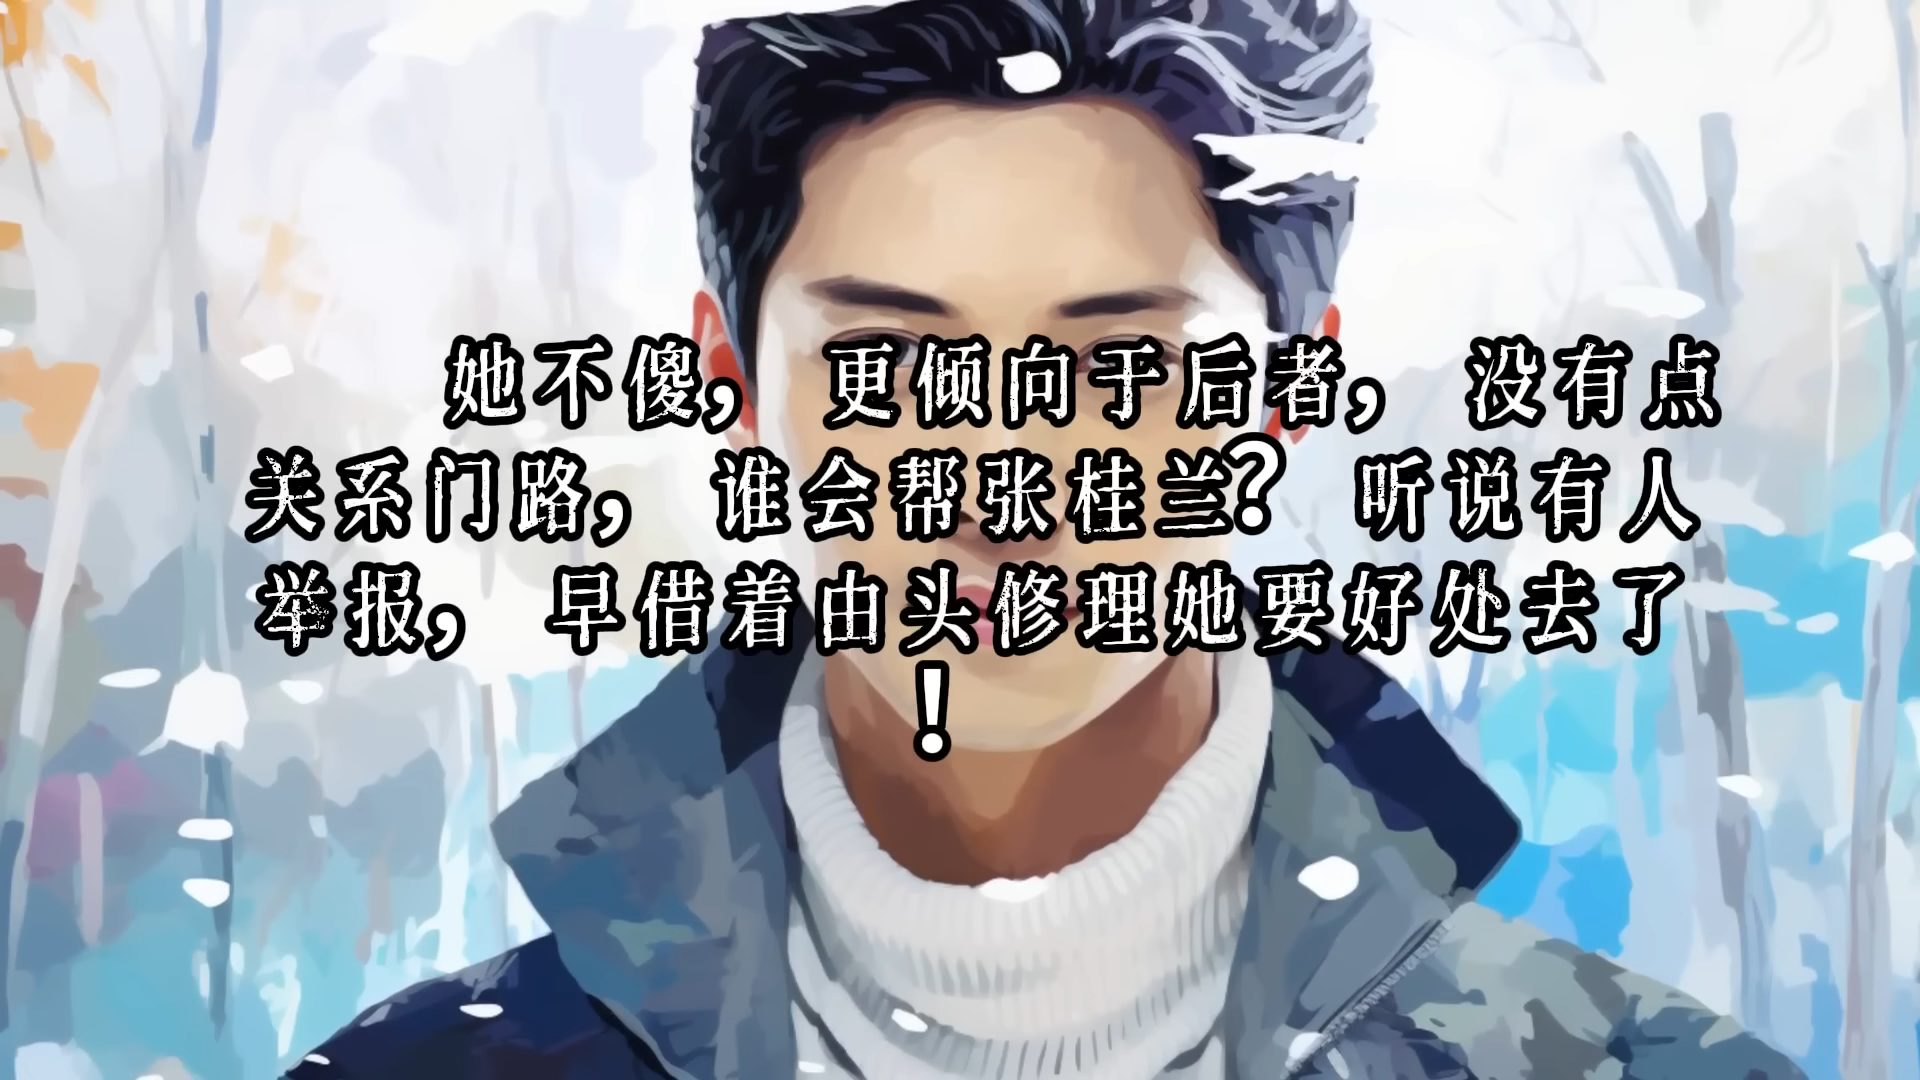 她不傻，更倾向于后者，没有点
关系门路，谁会帮张桂兰？听说有人
举报，早借着由头修理她要好处去了
！